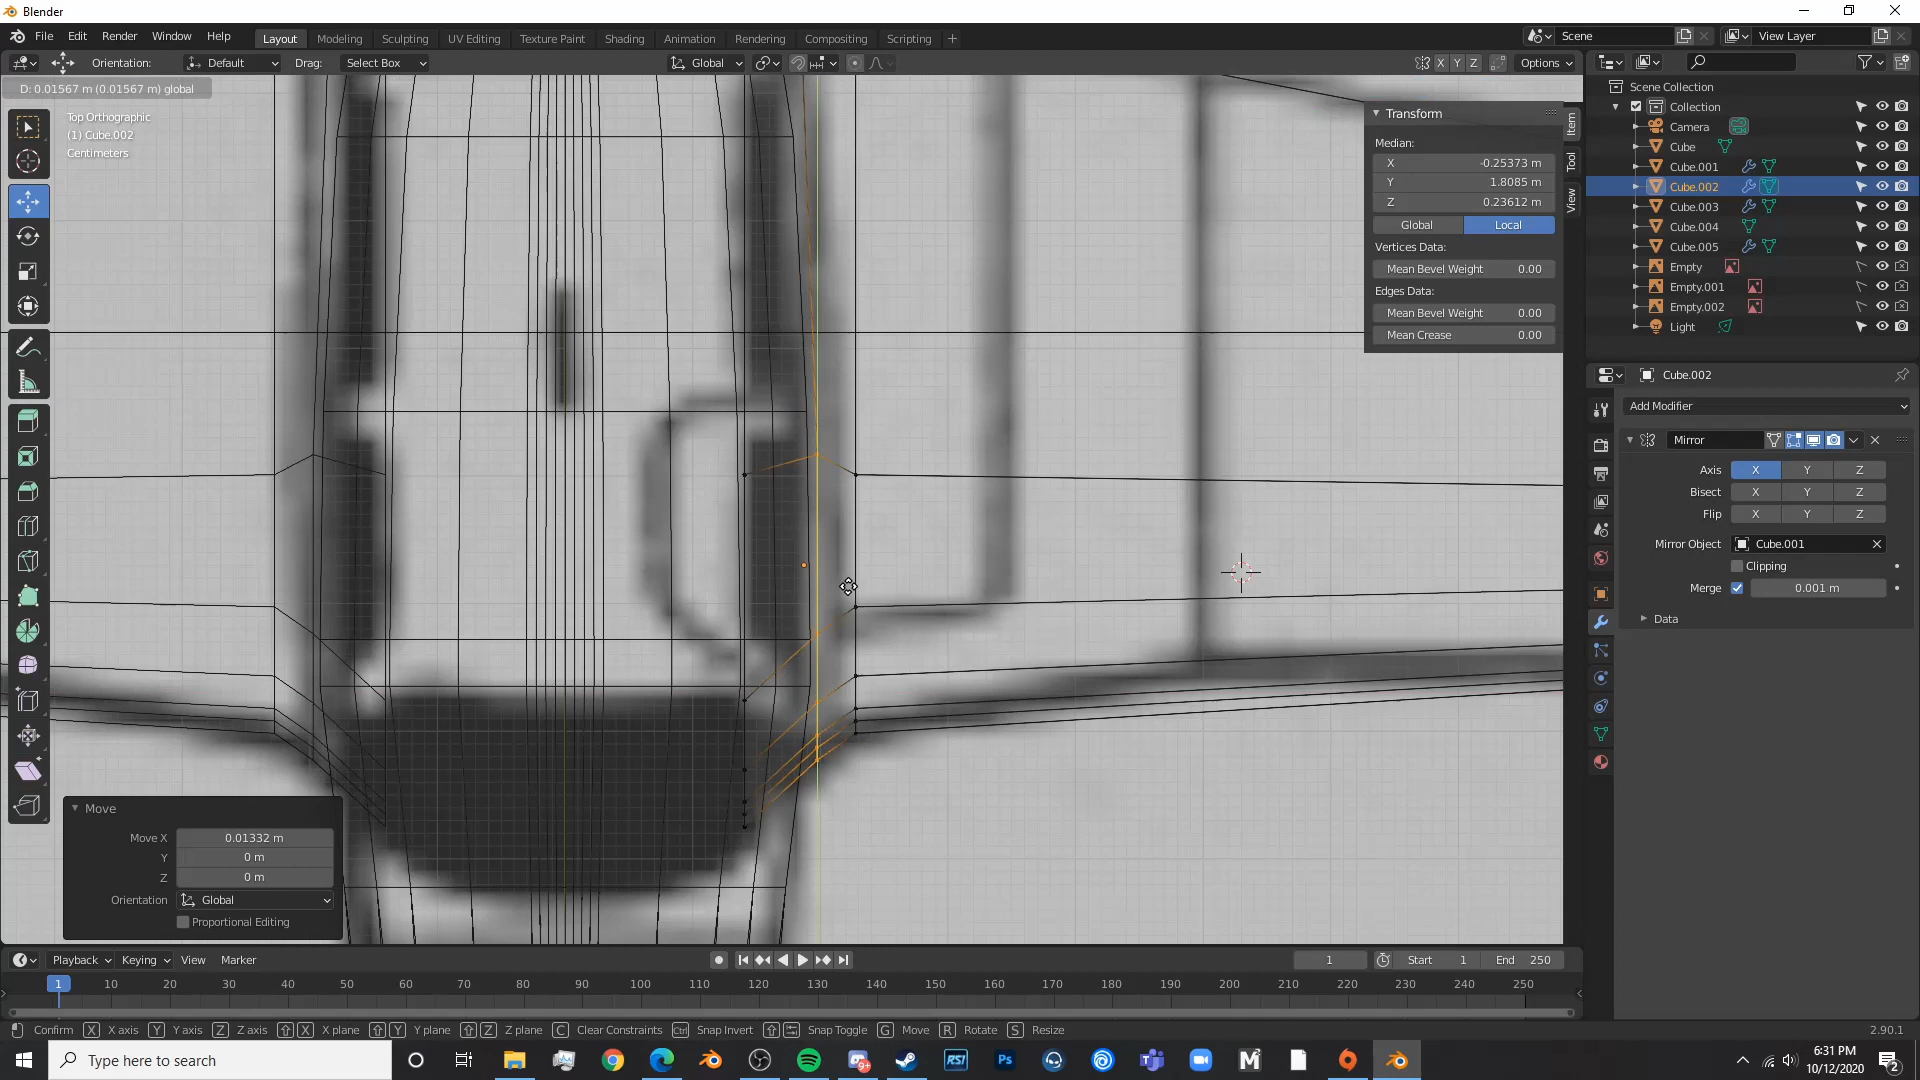 Blender
File Edit Render Window Help
Layout Modeling Sculpting UV Editing Texture Paint Shading Animation Rendering Compositing Scripting
Scene
View Layer
Orientation: Default Drag: Select Box
Global
X Y Z
Options
D: 0.01567 m (0.01567 m) global
Top Orthographic
(1) Cube.002
Centimeters
Transform
Median:
X -0.25373 m
Y 1.8085 m
Z 0.23612 m
Global Local
Vertices Data:
Mean Bevel Weight 0.00
Edges Data:
Mean Bevel Weight 0.00
Mean Crease 0.00
Item
Tool
View
Scene Collection
Collection
Camera
Cube
Cube.001
Cube.002
Cube.003
Cube.004
Cube.005
Empty
Empty.001
Empty.002
Light
Cube.002
Add Modifier
Mirror
Axis X Y Z
Bisect X Y Z
Flip X Y Z
Mirror Object Cube.001
Clipping
Merge 0.001 m
Data
Move
Move X 0.01332 m
Y 0 m
Z 0 m
Orientation Global
Proportional Editing
Playback Keying View Marker
1 Start 1 End 250
1 10 20 30 40 50 60 70 80 90 100 110 120 130 140 150 160 170 180 190 200 210 220 230 240 250
Confirm X X axis Y Y axis Z Z axis X X plane Y Y plane Z Z plane C Clear Constraints Ctrl Snap Invert Snap Toggle G Move R Rotate S Resize
2.90.1
Type here to search
RSI
Ps
9+
M
6:31 PM
10/12/2020
2